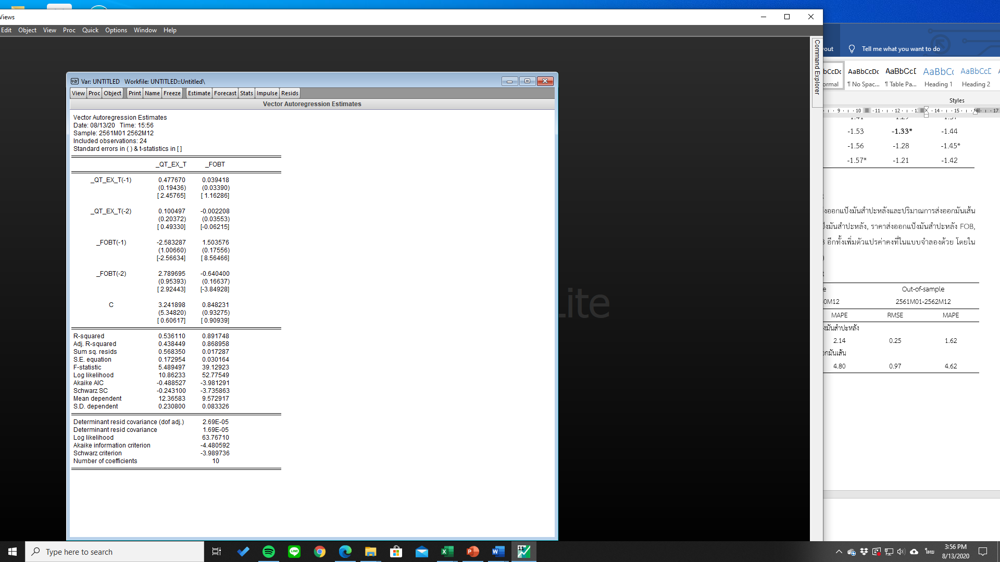 Views
Edit Object View Proc Quick Options Window Help
Command Explorer
Var: UNTITLED Workfile: UNTITLED::Untitled\
View Proc Object Print Name Freeze Estimate Forecast Stats Impulse Resids
Vector Autoregression Estimates
Vector Autoregression Estimates
Date: 08/13/20 Time: 15:56
Sample: 2561M01 2562M12
Included observations: 24
Standard errors in ( ) & t-statistics in [ ]
_QT_EX_T _FOBT
_QT_EX_T(-1) 0.477670 0.039418
(0.19436) (0.03390)
[ 2.45765] [ 1.16286]
_QT_EX_T(-2) 0.100497 -0.002208
(0.20372) (0.03553)
[ 0.49330] [-0.06215]
_FOBT(-1) -2.583287 1.503576
(1.00660) (0.17556)
[-2.56634] [ 8.56466]
_FOBT(-2) 2.789695 -0.640400
(0.95393) (0.16637)
[ 2.92443] [-3.84928]
C 3.241898 0.848231
(5.34820) (0.93275)
[ 0.60617] [ 0.90939]
R-squared 0.536110 0.891748
Adj. R-squared 0.438449 0.868958
Sum sq. resids 0.568350 0.017287
S.E. equation 0.172954 0.030164
F-statistic 5.489497 39.12923
Log likelihood 10.86233 52.77549
Akaike AIC -0.488527 -3.981291
Schwarz SC -0.243100 -3.735863
Mean dependent 12.36583 9.572917
S.D. dependent 0.230800 0.083326
Determinant resid covariance (dof adj.) 2.69E-05
Determinant resid covariance 1.69E-05
Log likelihood 63.76710
Akaike information criterion -4.480592
Schwarz criterion -3.989736
Number of coefficients 10
Lite
out Tell me what you want to do
bCcDc AaBbCcDc AaBbCcD AaBbCc AaBbCcD
ormal ¶ No Spac... ¶ Table Pa... Heading 1 Heading 2
Styles
9 10 11 12 14 15 17
-1.53 -1.33* -1.44
-1.56 -1.28 -1.45*
-1.57* -1.21 -1.42
ส่งออกแป้งมันสำปะหลังและปริมาณการส่งออกมันเส้น
ป้งมันสำปะหลัง, ราคาส่งออกแป้งมันสำปะหลัง FOB,
อีกทั้งเพิ่มตัวแปรค่าคงที่ในแบบจำลองด้วย โดยใน
e Out-of-sample
0M12 2561M01-2562M12
MAPE RMSE MAPE
งมันสำปะหลัง
2.14 0.25 1.62
อกมันเส้น
4.80 0.97 4.62
Type here to search
LINE
11
ไทย
3:56 PM
8/13/2020